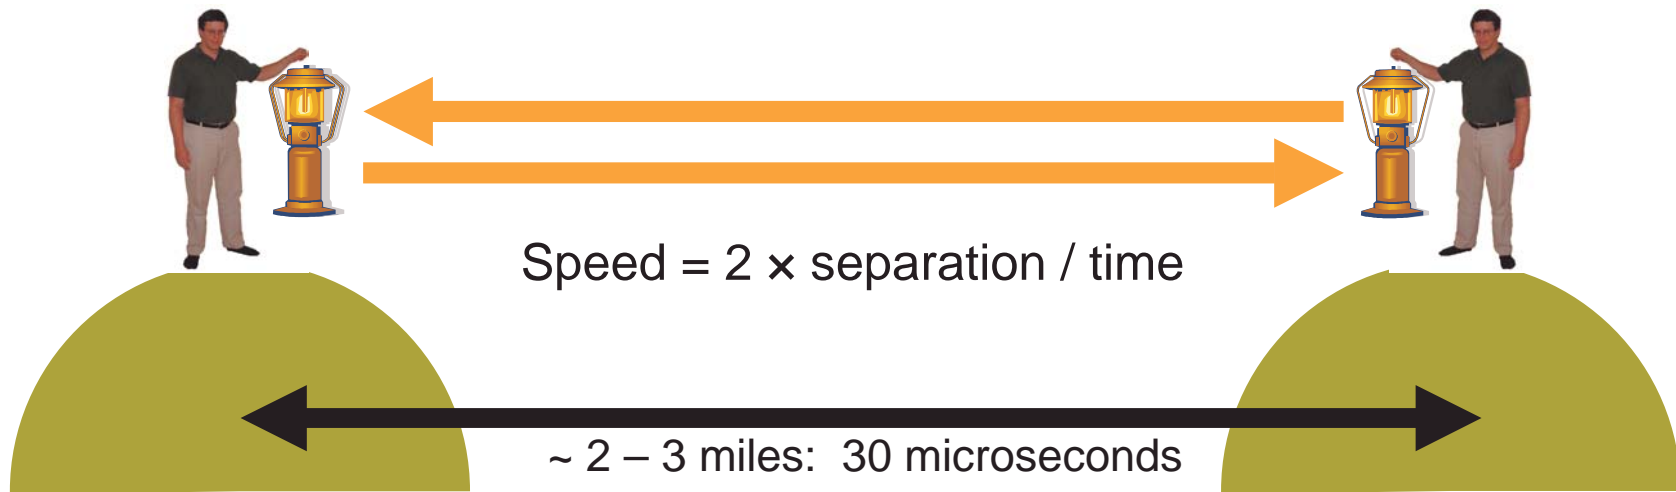 Speed = 2 × separation / time
~ 2 – 3 miles: 30 microseconds